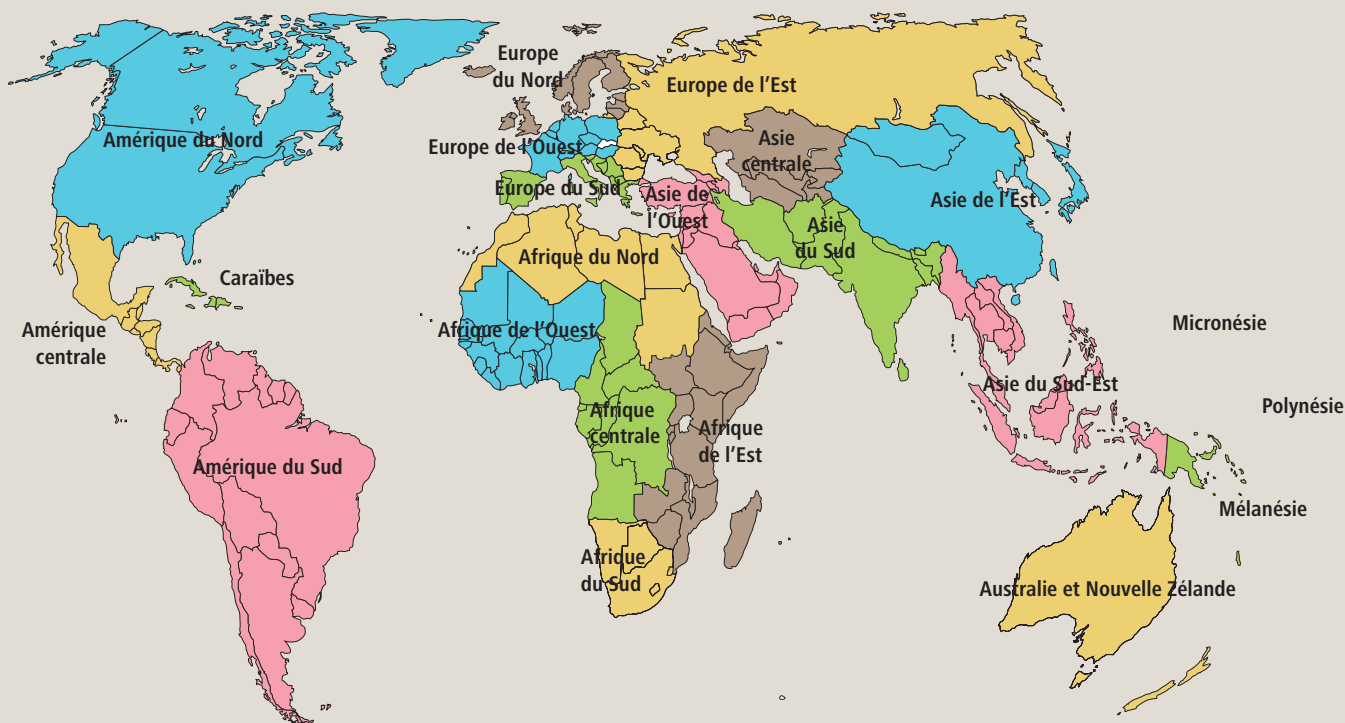 Europe
du Nord
Europe de l'Est
Amérique du Nord
Europe de l'Ouest
Asie
centrale
Europe du Sud
Asie de
l'Ouest
Asie de l'Est
Asie
du Sud
Afrique du Nord
Caraïbes
Amérique
centrale
Afrique de l'Ouest
Micronésie
Asie du Sud-Est
Polynésie
Afrique
centrale
Afrique
de l'Est
Amérique du Sud
Mélanésie
Afrique
du Sud
Australie et Nouvelle Zélande